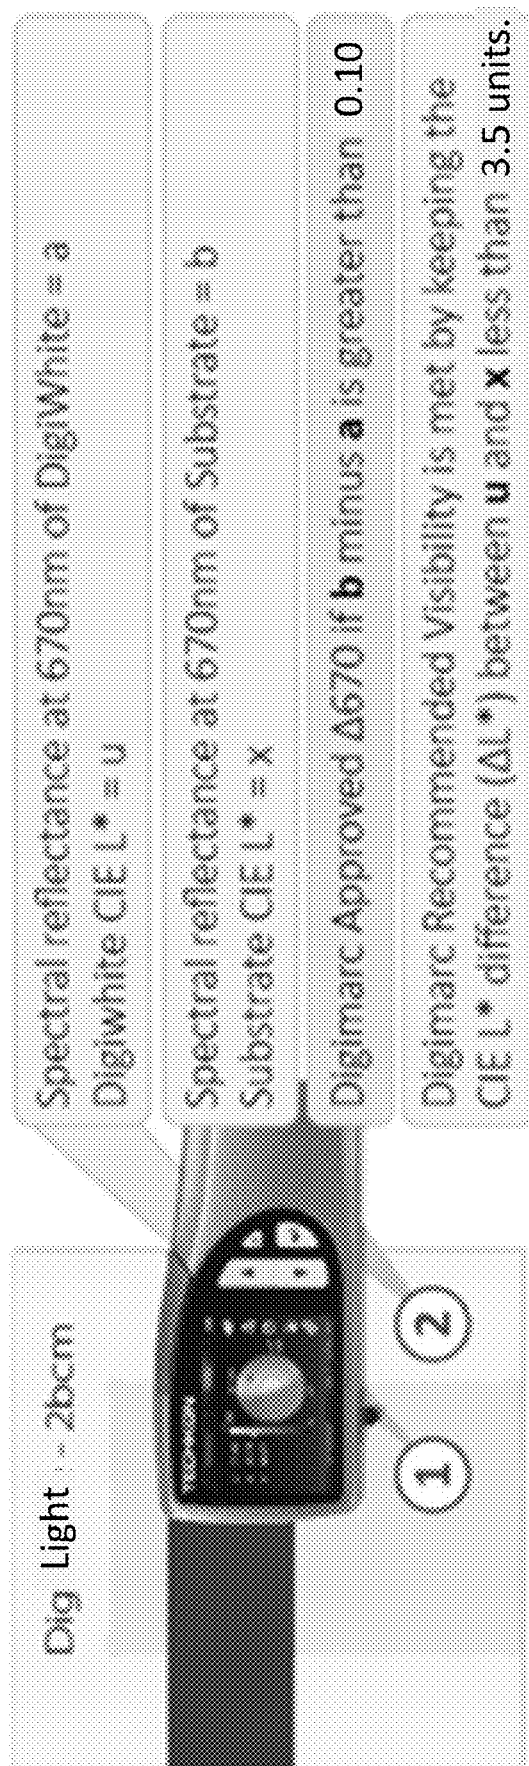 Dig Light - 2bcm
TECHKON
1
2
Spectral reflectance at 670nm of DigiWhite = a
Digiwhite CIE L* = u
Spectral reflectance at 670nm of Substrate = b
Substrate CIE L* = x
Digimarc Approved Δ670 if b minus a is greater than 0.10
Digimarc Recommended Visibility is met by keeping the
CIE L* difference (ΔL*) between u and x less than 3.5 units.